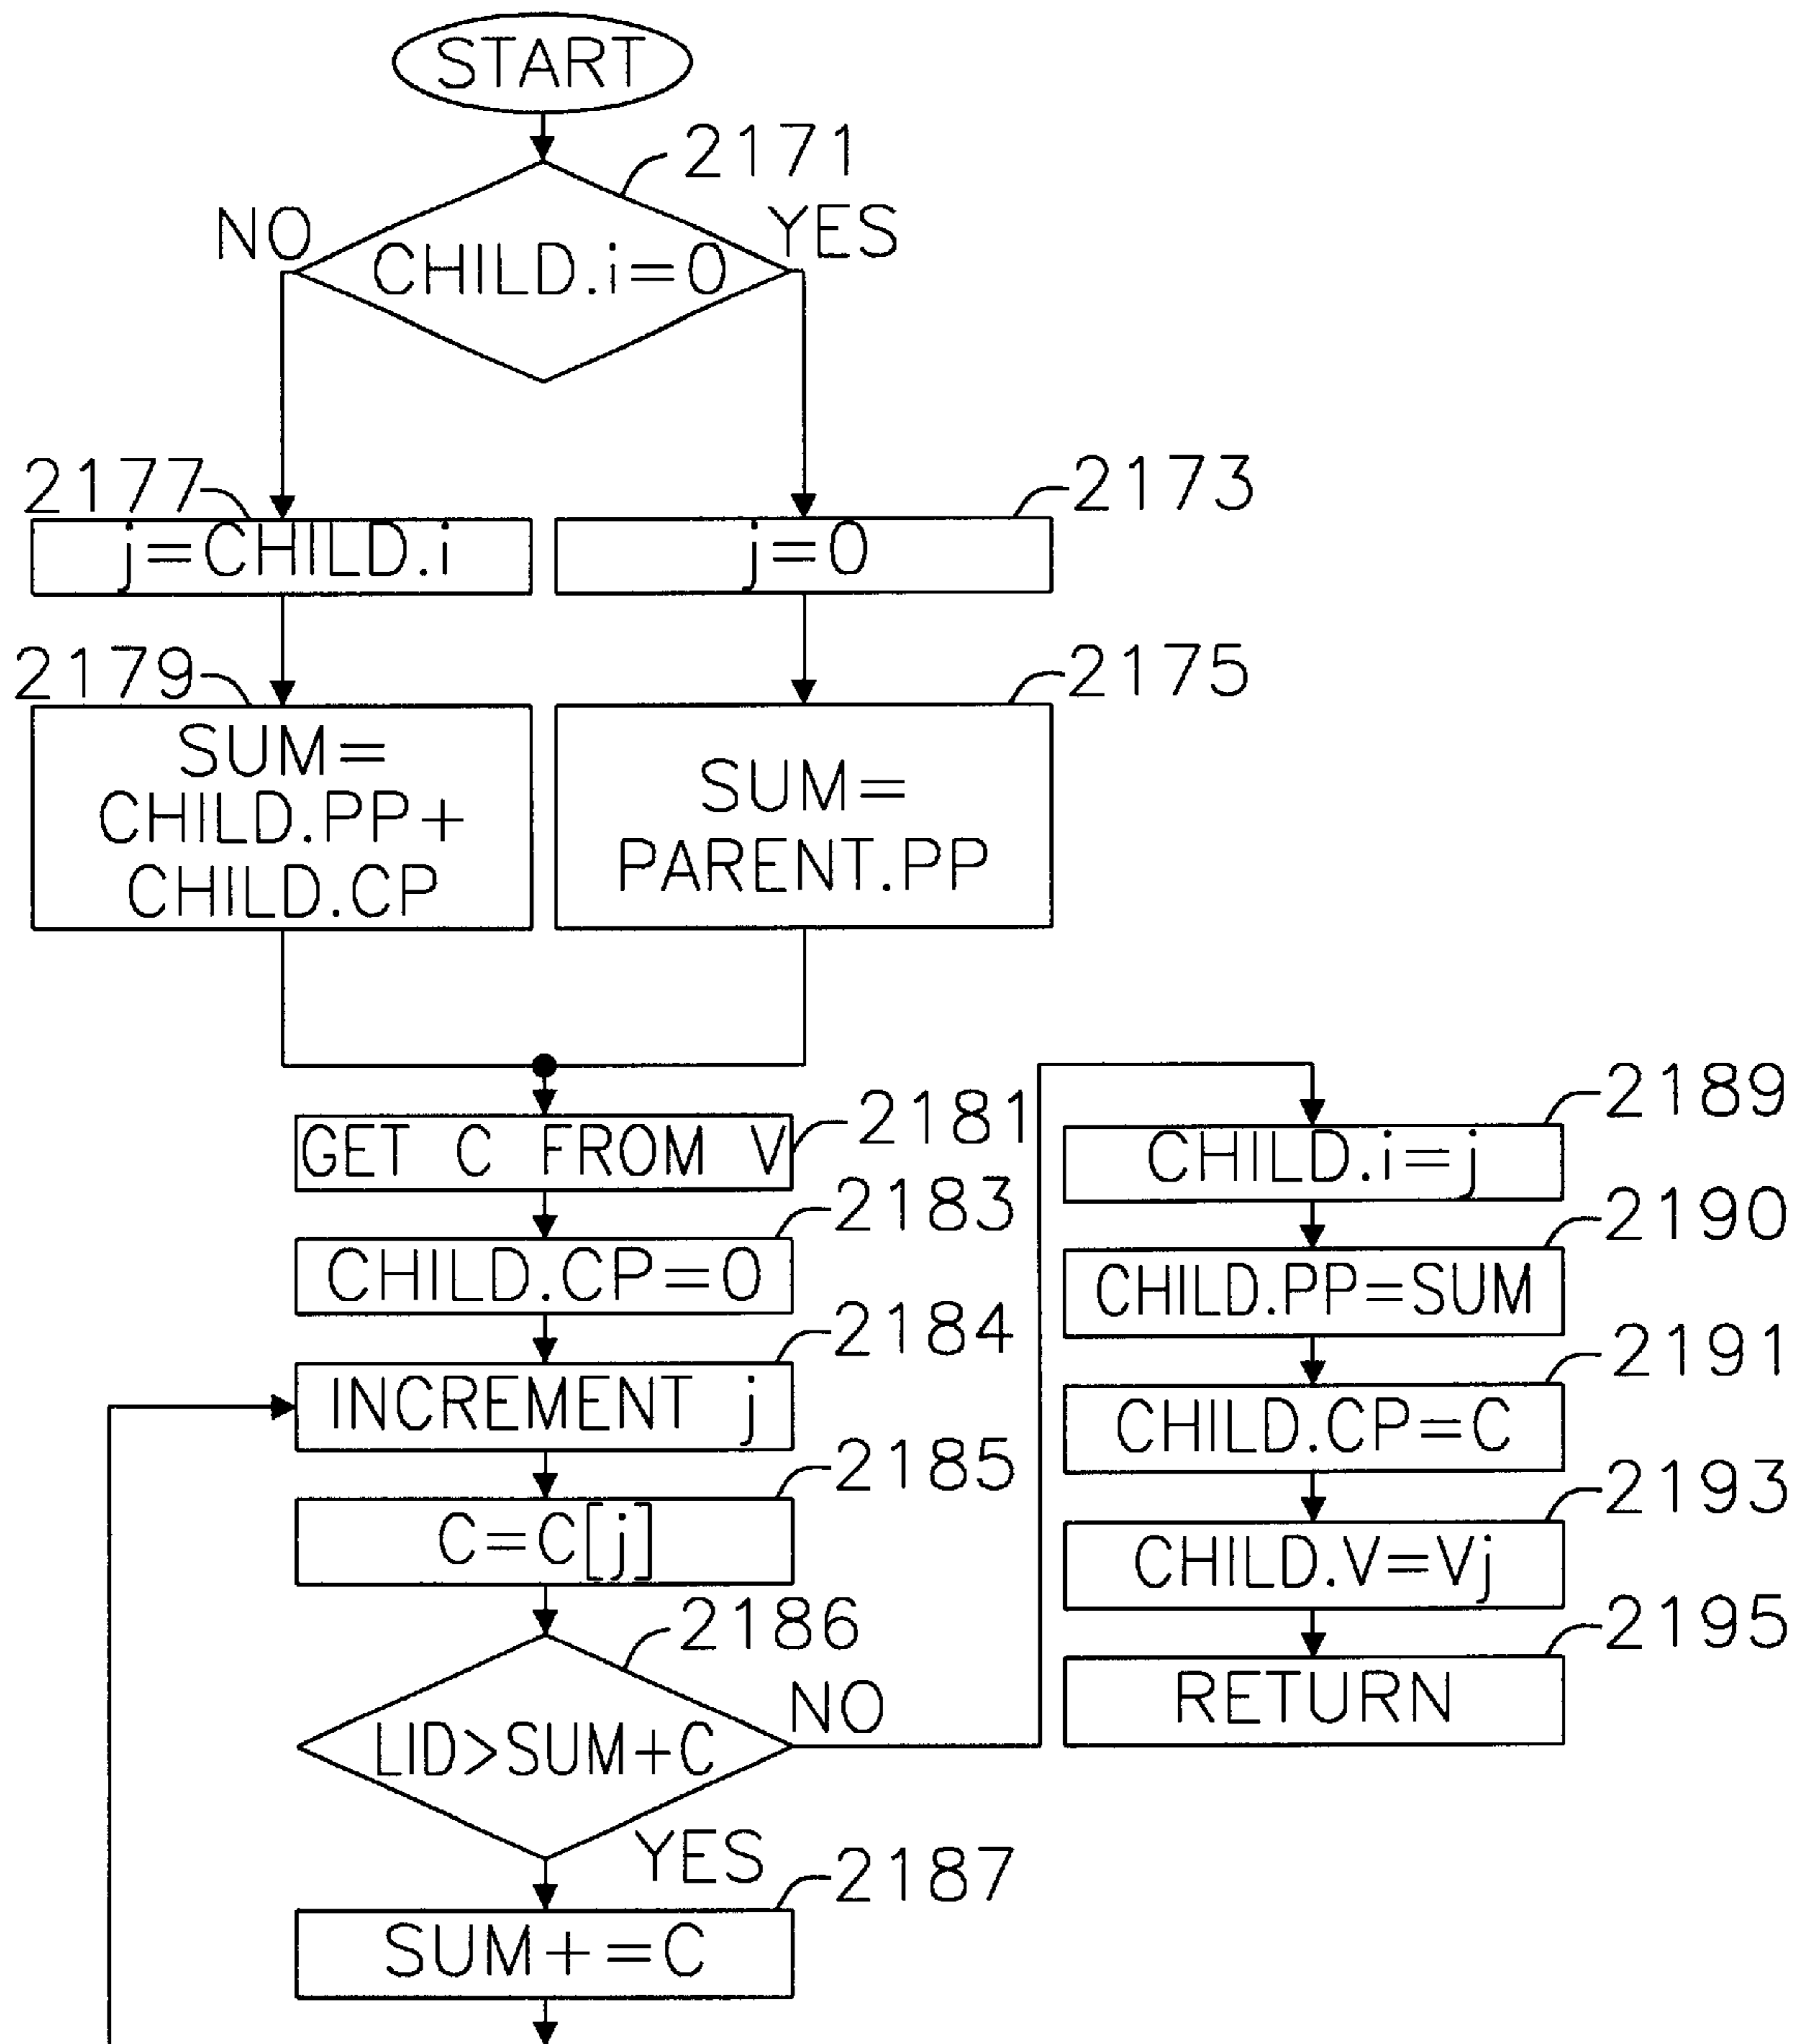 START
2171
NO
YES
CHILD.i=0
2177
2173
j=CHILD.i
j=0
2179
2175
SUM=
CHILD.PP+
CHILD.CP
SUM=
PARENT.PP
2181
GET C FROM V
2183
CHILD.CP=0
2184
INCREMENT j
2185
C=C[j]
2186
NO
LID>SUM+C
YES
2187
SUM+=C
2189
CHILD.i=j
2190
CHILD.PP=SUM
2191
CHILD.CP=C
2193
CHILD.V=Vj
2195
RETURN